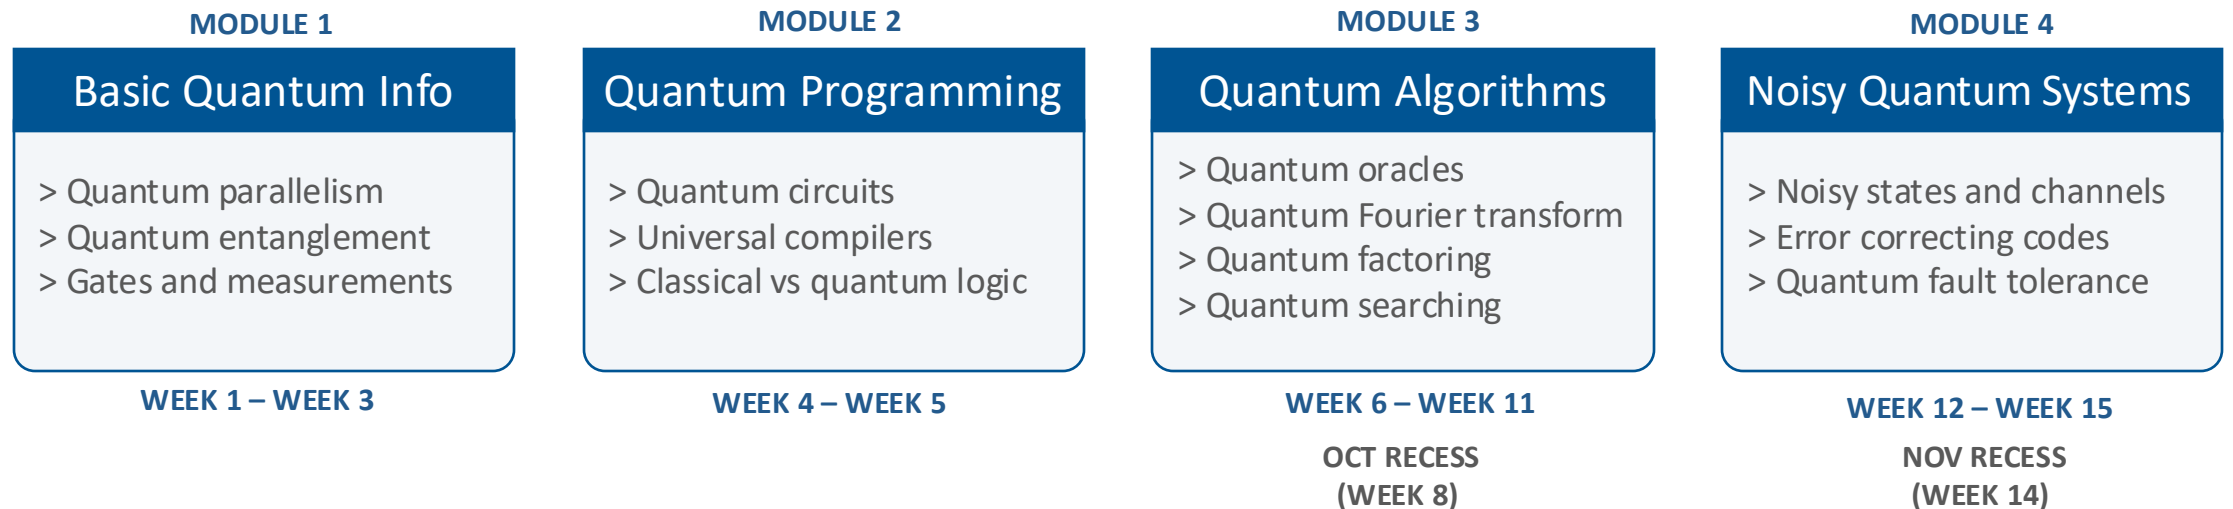 MODULE 1
Basic Quantum Info
> Quantum parallelism
> Quantum entanglement
> Gates and measurements
WEEK 1 – WEEK 3
MODULE 2
Quantum Programming
> Quantum circuits
> Universal compilers
> Classical vs quantum logic
WEEK 4 – WEEK 5
MODULE 3
Quantum Algorithms
> Quantum oracles
> Quantum Fourier transform
> Quantum factoring
> Quantum searching
WEEK 6 – WEEK 11
OCT RECESS
(WEEK 8)
MODULE 4
Noisy Quantum Systems
> Noisy states and channels
> Error correcting codes
> Quantum fault tolerance
WEEK 12 – WEEK 15
NOV RECESS
(WEEK 14)